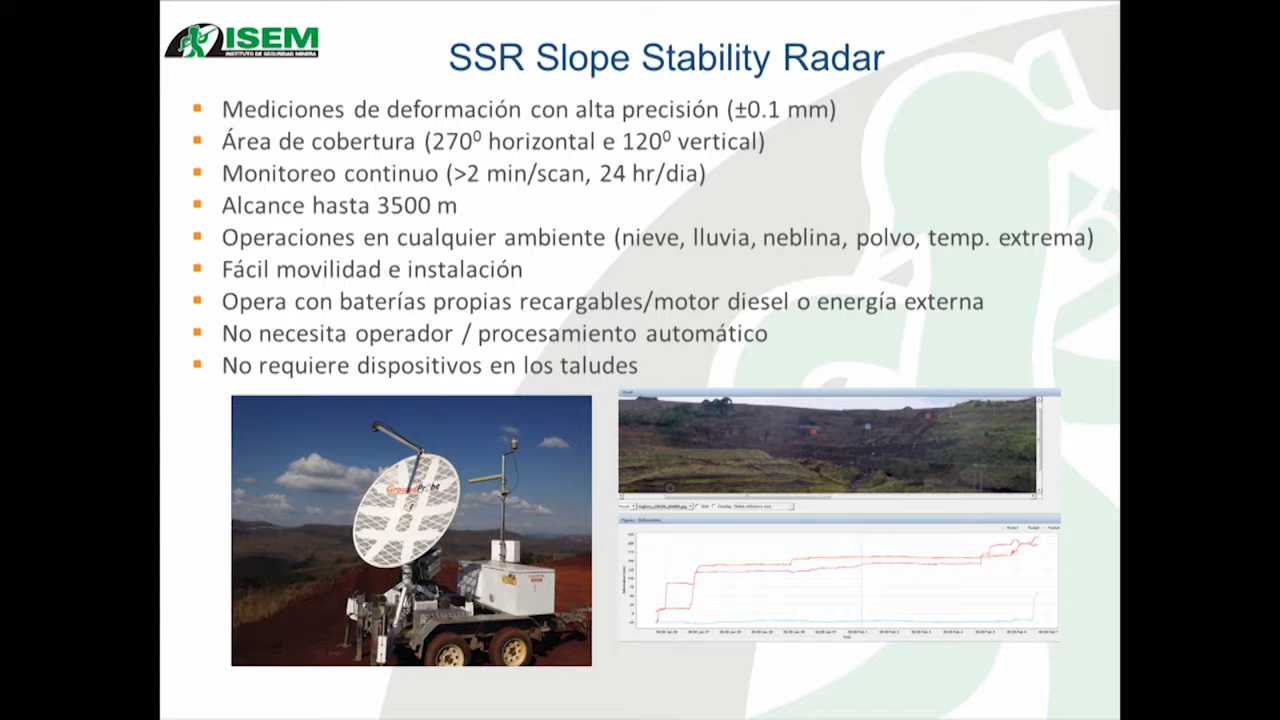 ISEM
INSTITUTO DE SEGURIDAD MINERA
SSR Slope Stability Radar
Mediciones de deformación con alta precisión (±0.1 mm)
Área de cobertura (270⁰ horizontal e 120⁰ vertical)
Monitoreo continuo (>2 min/scan, 24 hr/dia)
Alcance hasta 3500 m
Operaciones en cualquier ambiente (nieve, lluvia, neblina, polvo, temp. extrema)
Fácil movilidad e instalación
Opera con baterías propias recargables/motor diesel o energía externa
No necesita operador / procesamiento automático
No requiere dispositivos en los taludes
GroundProbe